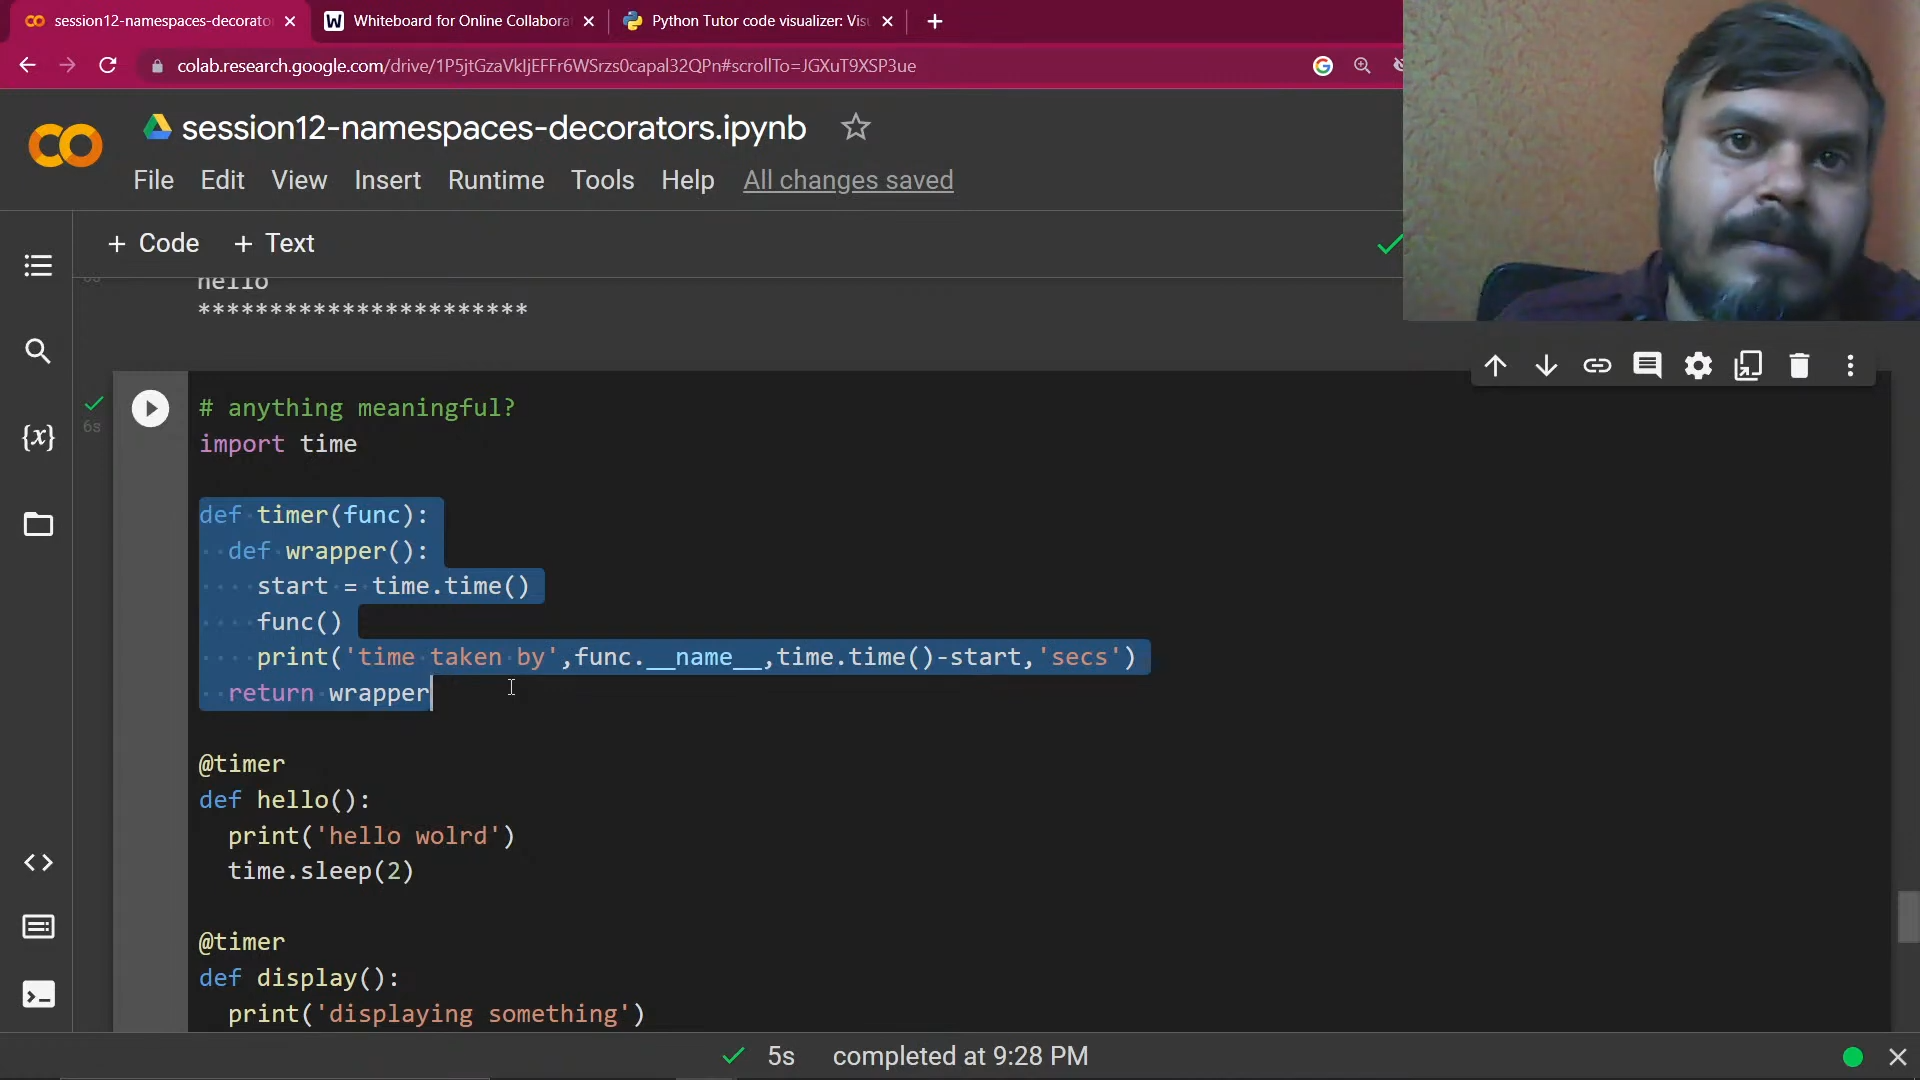 session12-namespaces-decorato
Whiteboard for Online Collabora
Python Tutor code visualizer: Vis
colab.research.google.com/drive/1P5jtGzaVkIjEFFr6WSrzs0capal32QPn#scrollTo=JGXuT9XSP3ue
session12-namespaces-decorators.ipynb
File Edit View Insert Runtime Tools Help All changes saved
+ Code + Text
hello
***********************
6s
# anything meaningful?
import time
def timer(func):
def wrapper():
start = time.time()
func()
print('time taken by',func.__name__,time.time()-start,'secs')
return wrapper
@timer
def hello():
print('hello wolrd')
time.sleep(2)
@timer
def display():
print('displaying something')
5s completed at 9:28 PM